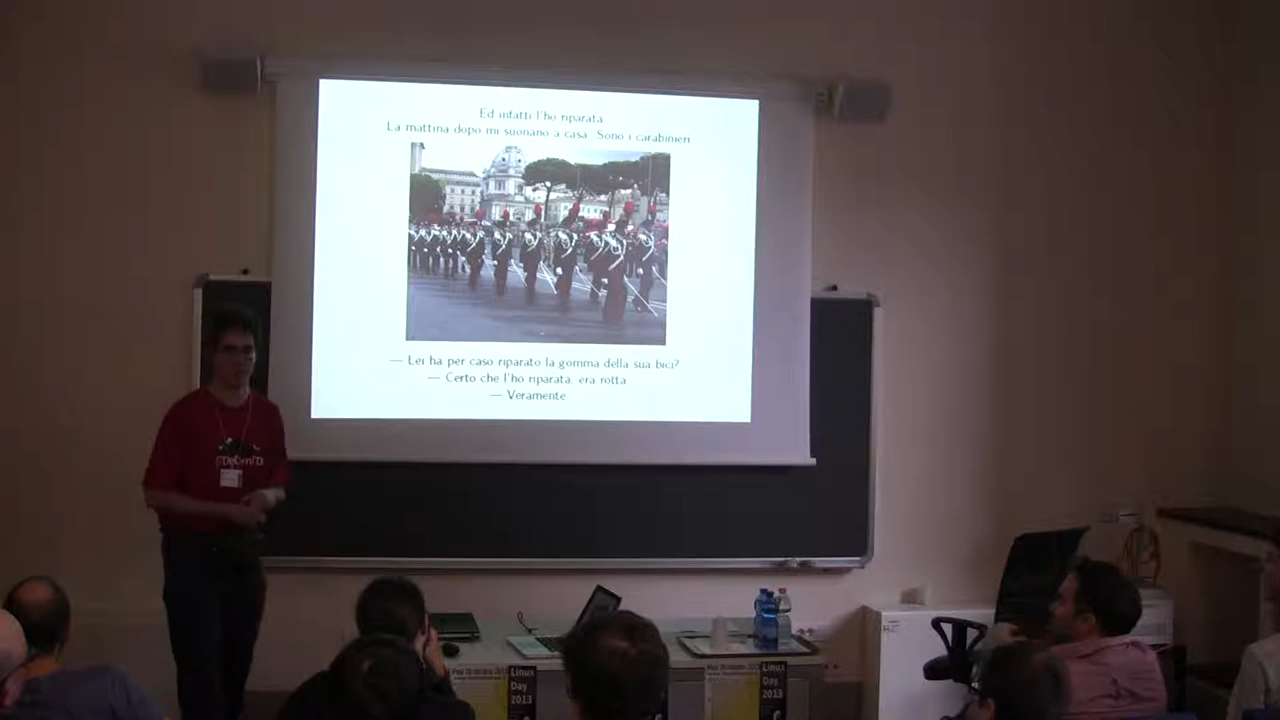 Ed infatti l'ho riparata
La mattina dopo mi suonano a casa. Sono i carabinieri
— Lei ha per caso riparato la gomma della sua bici?
— Certo che l'ho riparata, era rotta
— Veramente
Linux
Day
2013
Linux
Day
2013